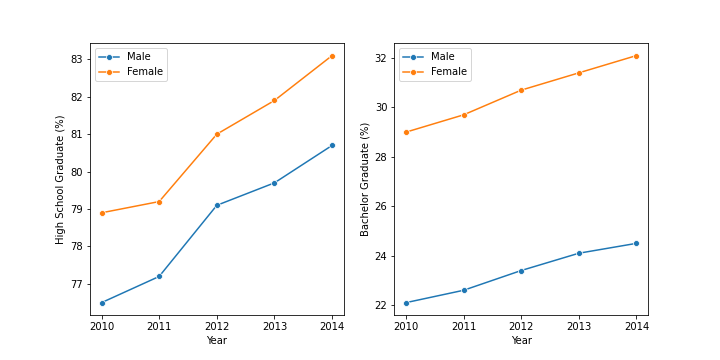 Male
Female
High School Graduate (%)
83
82
81
80
79
78
77
2010 2011 2012 2013 2014
Year
Male
Female
Bachelor Graduate (%)
32
30
28
26
24
22
2010 2011 2012 2013 2014
Year